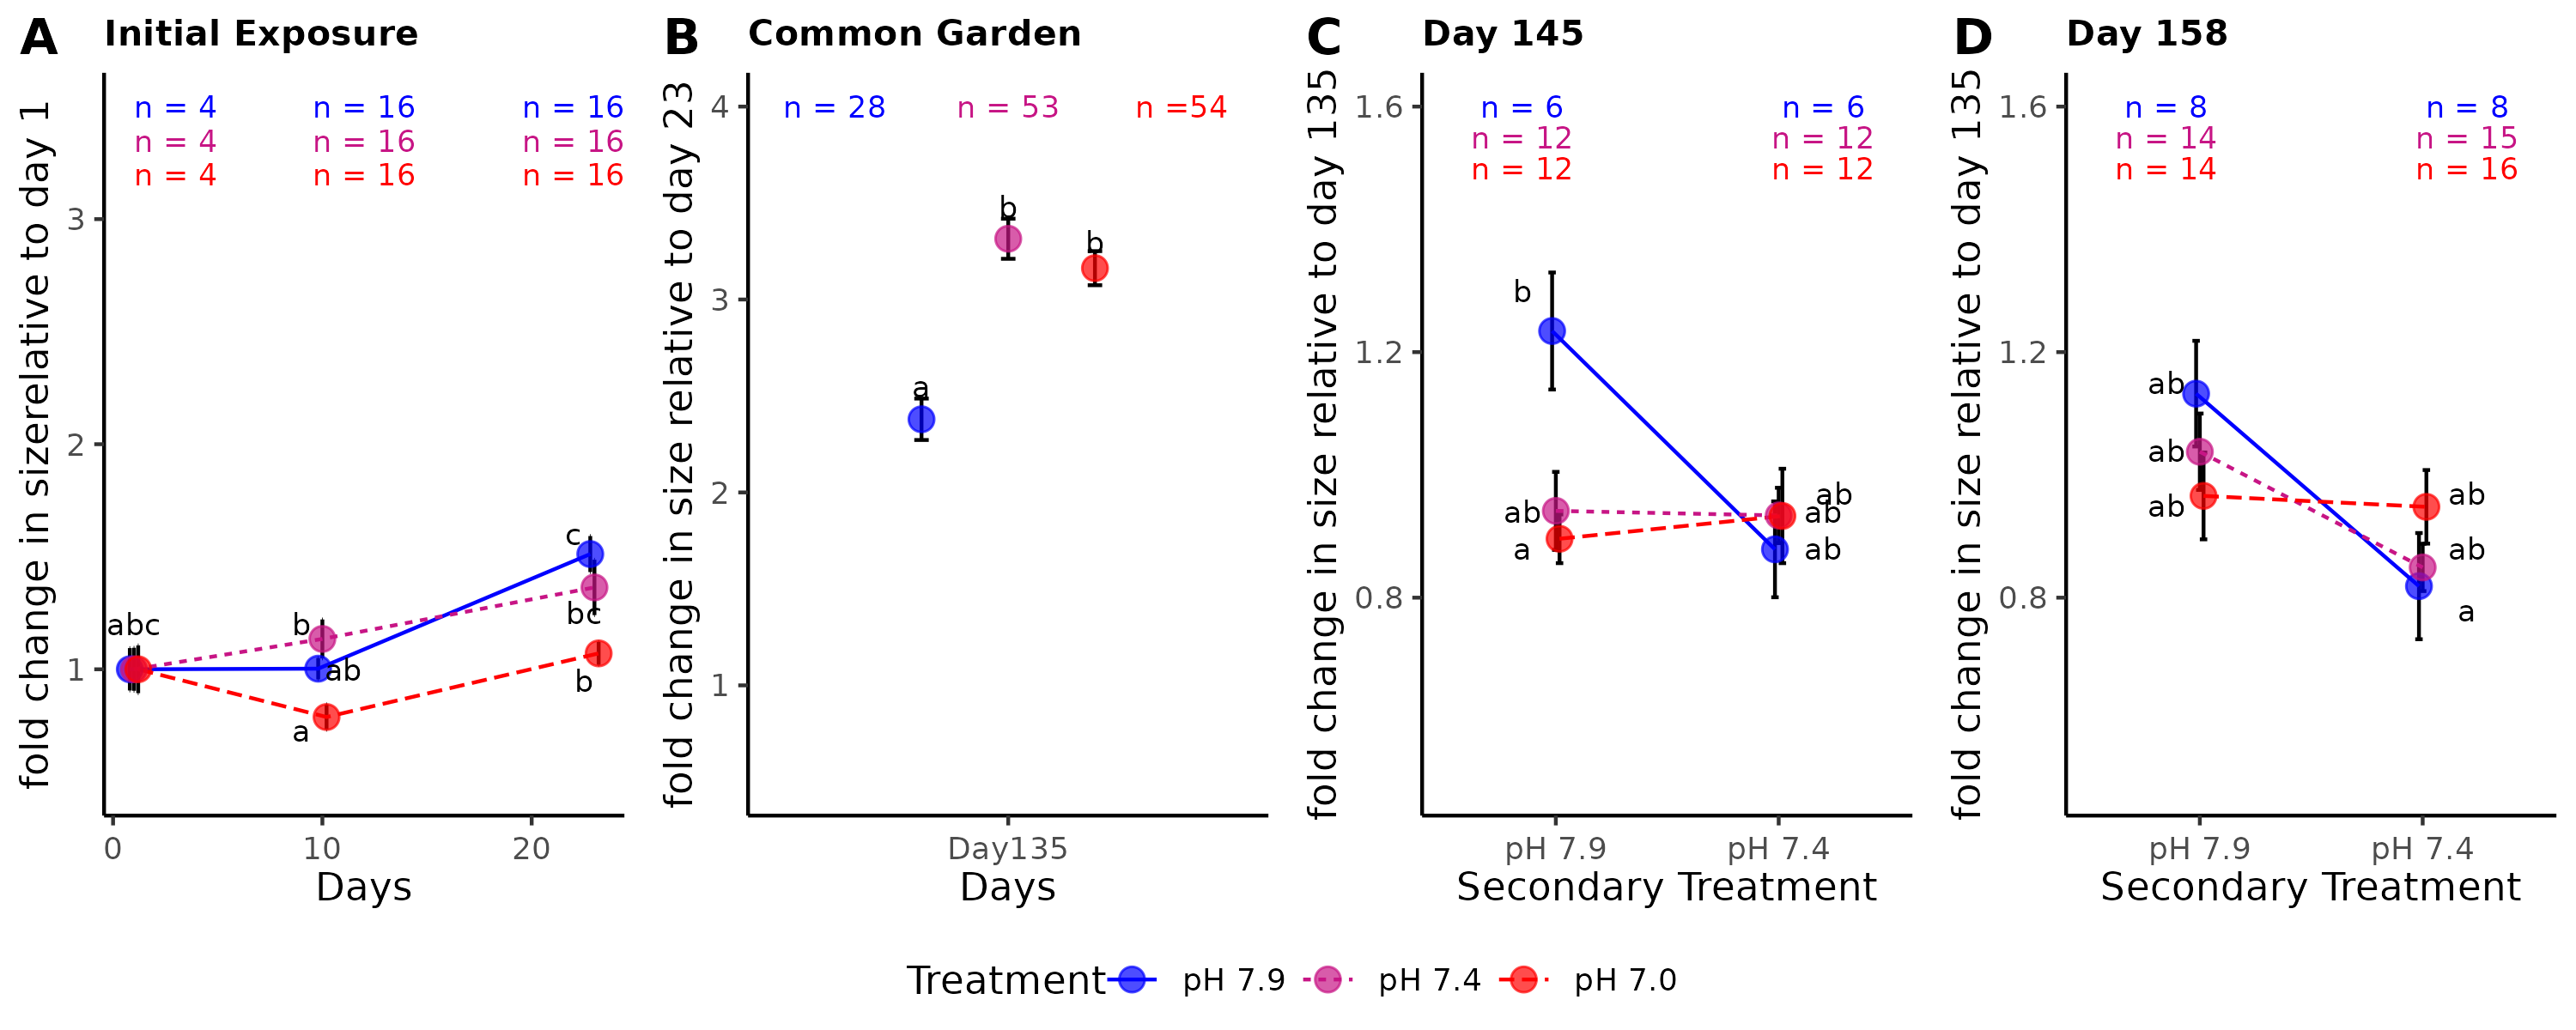 A Initial Exposure
fold change in sizerelative to day 1
3
2
1
n = 4 n = 16 n = 16
n = 4 n = 16 n = 16
n = 4 n = 16 n = 16
abc
b
ab
a
c
bc
b
0 10 20
Days
B Common Garden
fold change in size relative to day 23
4
3
2
1
n = 28 n = 53 n =54
a
b
b
Day135
Days
C Day 145
fold change in size relative to day 135
1.6
1.2
0.8
n = 6 n = 6
n = 12 n = 12
n = 12 n = 12
b
ab
a
ab
ab
ab
pH 7.9 pH 7.4
Secondary Treatment
D Day 158
fold change in size relative to day 135
1.6
1.2
0.8
n = 8 n = 8
n = 14 n = 15
n = 14 n = 16
ab
ab
ab
ab
ab
a
pH 7.9 pH 7.4
Secondary Treatment
Treatment pH 7.9 pH 7.4 pH 7.0